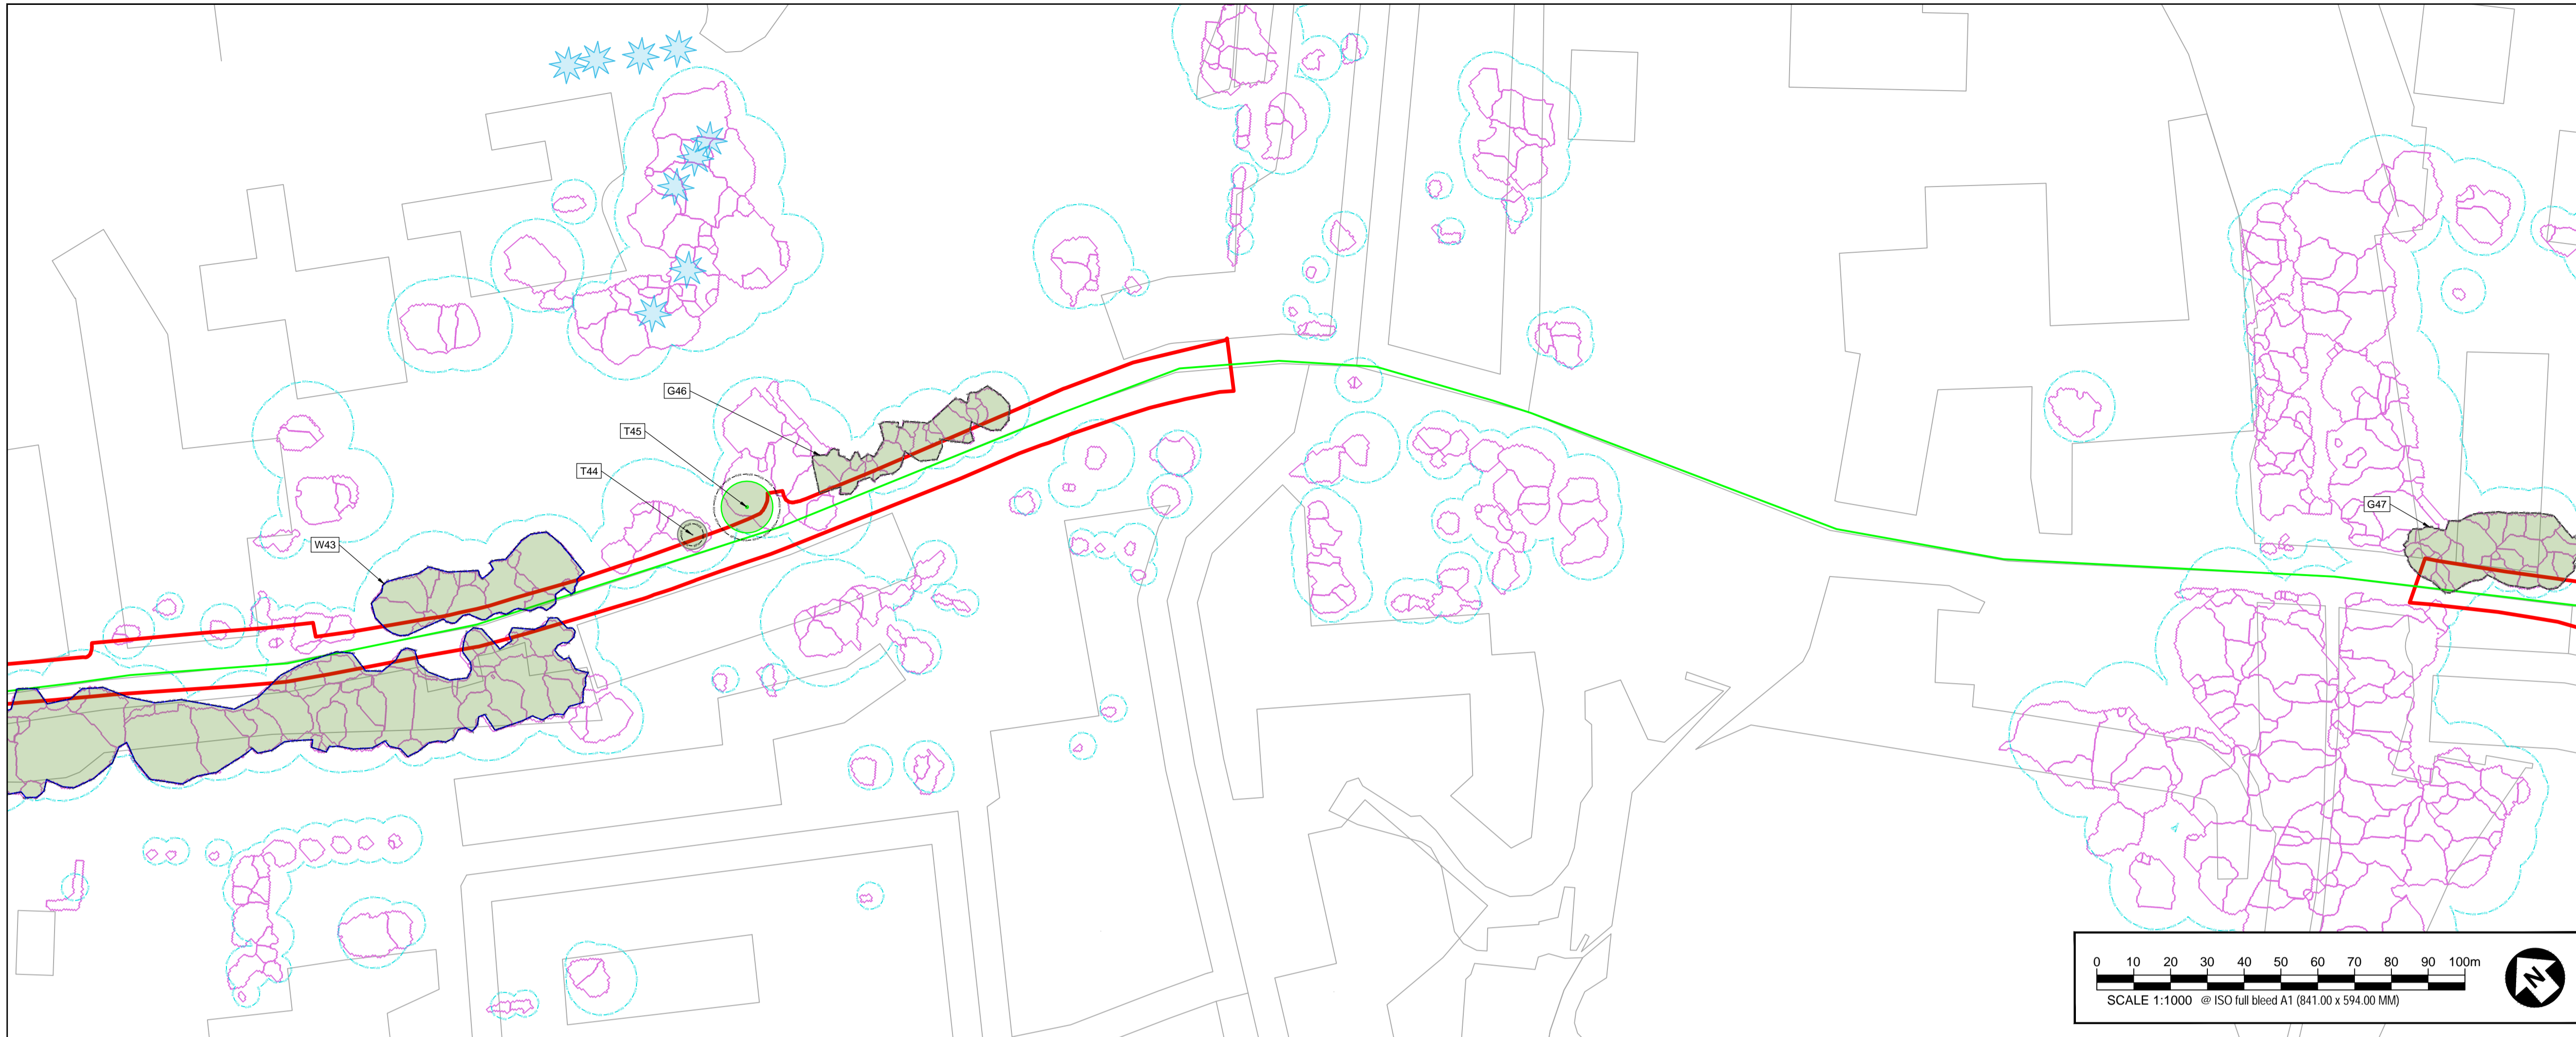 G46
T45
T44
G47
W43
0 10 20 30 40 50 60 70 80 90 100m
SCALE 1:1000 @ ISO full bleed A1 (841.00 x 594.00 MM)
N